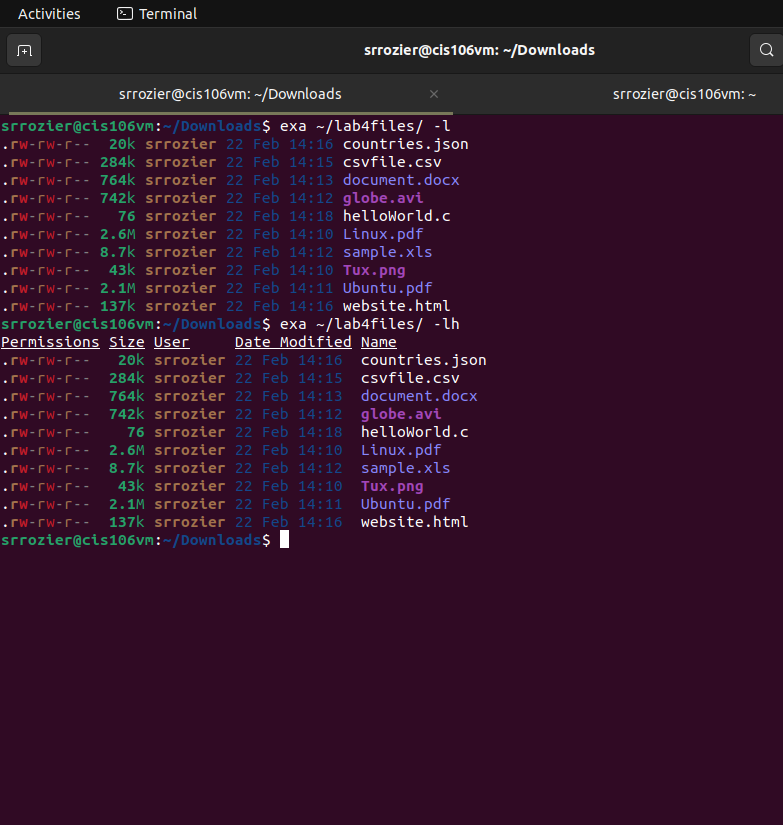 Activities Terminal
srrozier@cis106vm: ~/Downloads
srrozier@cis106vm: ~/Downloads × srrozier@cis106vm: ~
srrozier@cis106vm:~/Downloads$ exa ~/lab4files/ -l
.rw-rw-r--  20k srrozier 22 Feb 14:16 countries.json
.rw-rw-r-- 284k srrozier 22 Feb 14:15 csvfile.csv
.rw-rw-r-- 764k srrozier 22 Feb 14:13 document.docx
.rw-rw-r-- 742k srrozier 22 Feb 14:12 globe.avi
.rw-rw-r--   76 srrozier 22 Feb 14:18 helloWorld.c
.rw-rw-r-- 2.6M srrozier 22 Feb 14:10 Linux.pdf
.rw-rw-r-- 8.7k srrozier 22 Feb 14:12 sample.xls
.rw-rw-r--  43k srrozier 22 Feb 14:10 Tux.png
.rw-rw-r-- 2.1M srrozier 22 Feb 14:11 Ubuntu.pdf
.rw-rw-r-- 137k srrozier 22 Feb 14:16 website.html
srrozier@cis106vm:~/Downloads$ exa ~/lab4files/ -lh
Permissions Size User     Date Modified Name
.rw-rw-r--   20k srrozier 22 Feb 14:16  countries.json
.rw-rw-r--  284k srrozier 22 Feb 14:15  csvfile.csv
.rw-rw-r--  764k srrozier 22 Feb 14:13  document.docx
.rw-rw-r--  742k srrozier 22 Feb 14:12  globe.avi
.rw-rw-r--    76 srrozier 22 Feb 14:18  helloWorld.c
.rw-rw-r--  2.6M srrozier 22 Feb 14:10  Linux.pdf
.rw-rw-r--  8.7k srrozier 22 Feb 14:12  sample.xls
.rw-rw-r--   43k srrozier 22 Feb 14:10  Tux.png
.rw-rw-r--  2.1M srrozier 22 Feb 14:11  Ubuntu.pdf
.rw-rw-r--  137k srrozier 22 Feb 14:16  website.html
srrozier@cis106vm:~/Downloads$